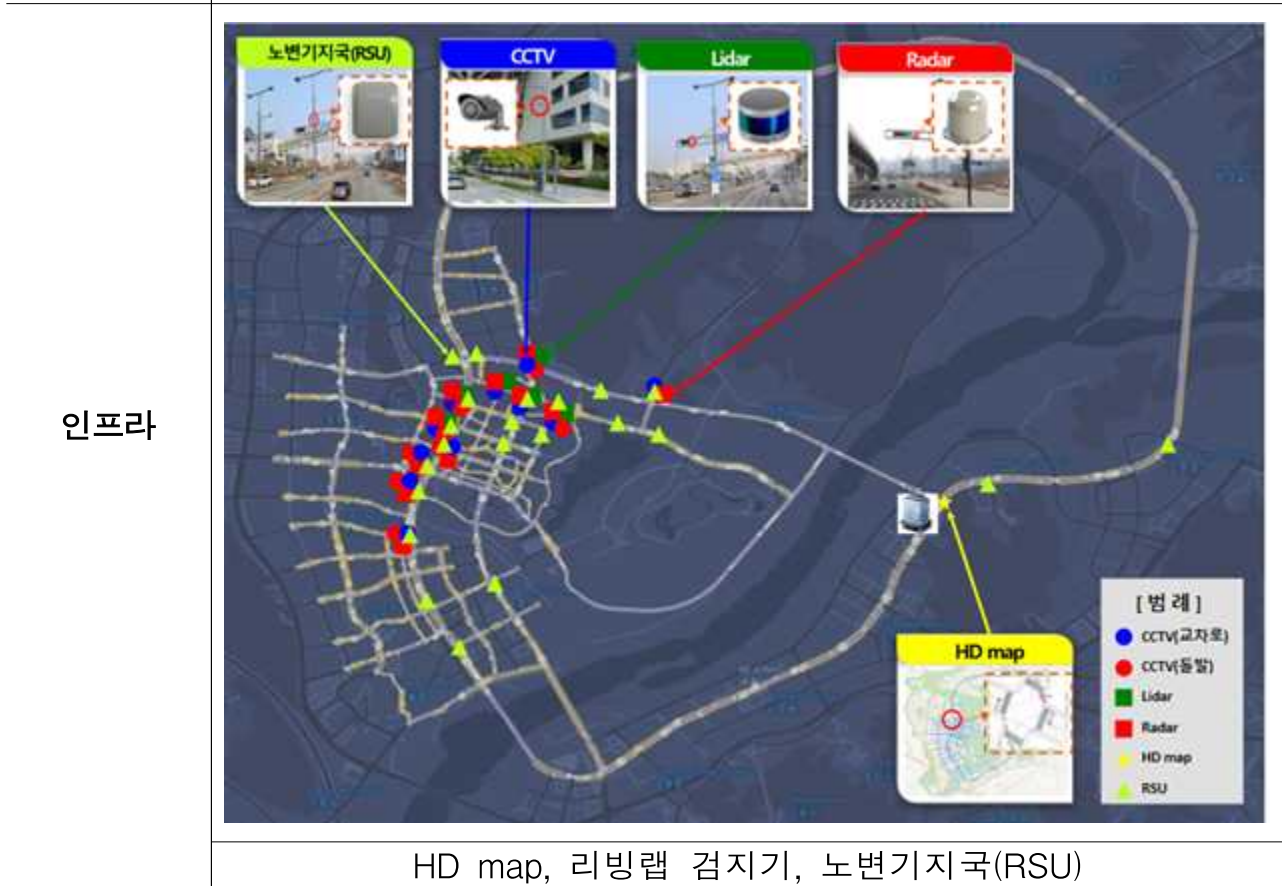 노변기지국(RSU)
CCTV
Lidar
Radar
인프라
HD map
[ 범 례 ]
CCTV(교차로)
CCTV(돌발)
Lidar
Radar
HD map
RSU
HD map, 리빙랩 검지기, 노변기지국(RSU)